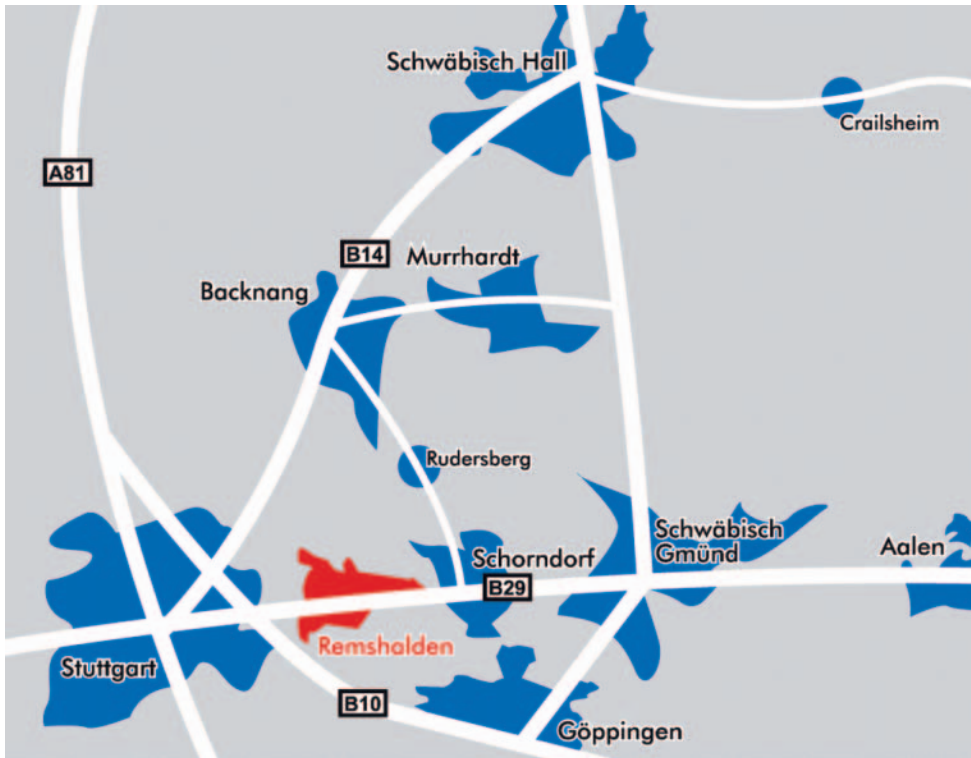 Schwäbisch Hall
Crailsheim
A81
B14
Murrhardt
Backnang
Rudersberg
Schwäbisch
Gmünd
Aalen
Schorndorf
B29
Remshalden
Stuttgart
B10
Göppingen